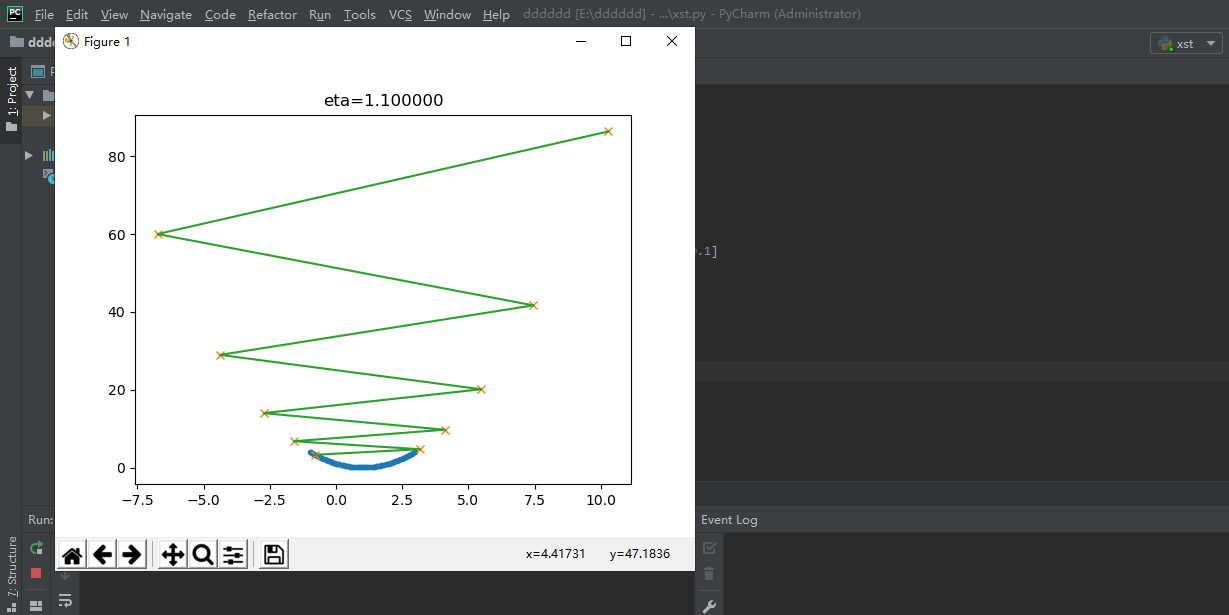 PC File Edit View Navigate Code Refactor Run Tools VCS Window Help dddddd [E:\dddddd] - ...\xst.py - PyCharm (Administrator)
Figure 1
xst
1: Project
eta=1.100000
80
60
40
20
0
−7.5 −5.0 −2.5 0.0 2.5 5.0 7.5 10.0
.1]
Run:
Event Log
7: Structure
x=4.41731 y=47.1836